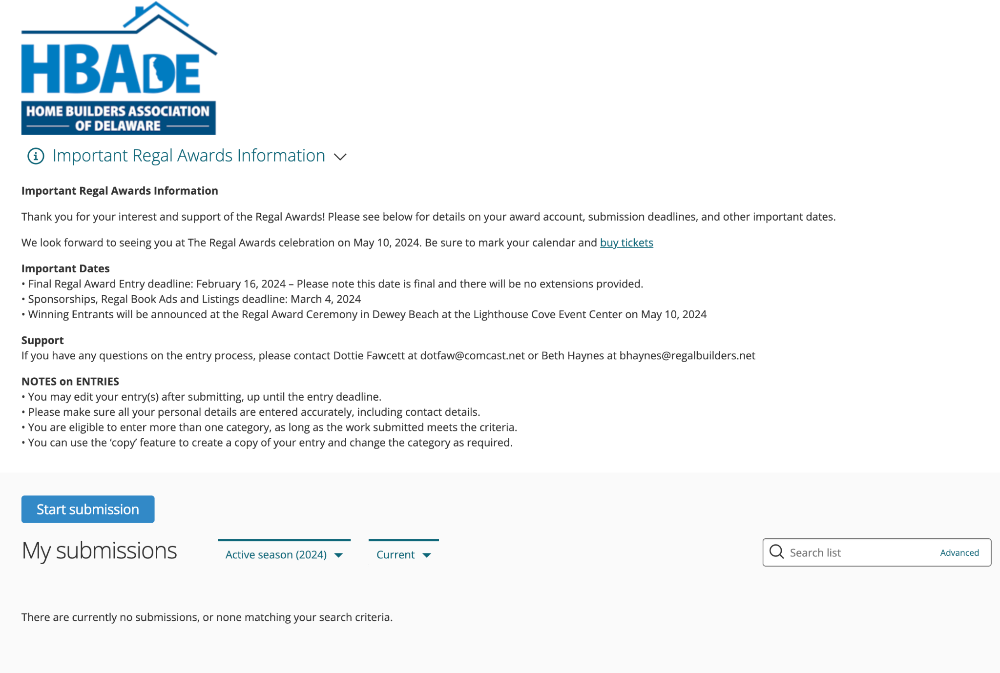 HBADE
HOME BUILDERS ASSOCIATION
OF DELAWARE
Important Regal Awards Information
Important Regal Awards Information
Thank you for your interest and support of the Regal Awards! Please see below for details on your award account, submission deadlines, and other important dates.
We look forward to seeing you at The Regal Awards celebration on May 10, 2024. Be sure to mark your calendar and buy tickets
Important Dates
• Final Regal Award Entry deadline: February 16, 2024 – Please note this date is final and there will be no extensions provided.
• Sponsorships, Regal Book Ads and Listings deadline: March 4, 2024
• Winning Entrants will be announced at the Regal Award Ceremony in Dewey Beach at the Lighthouse Cove Event Center on May 10, 2024
Support
If you have any questions on the entry process, please contact Dottie Fawcett at dotfaw@comcast.net or Beth Haynes at bhaynes@regalbuilders.net
NOTES on ENTRIES
• You may edit your entry(s) after submitting, up until the entry deadline.
• Please make sure all your personal details are entered accurately, including contact details.
• You are eligible to enter more than one category, as long as the work submitted meets the criteria.
• You can use the ‘copy’ feature to create a copy of your entry and change the category as required.
Start submission
My submissions
Active season (2024)
Current
Search list
Advanced
There are currently no submissions, or none matching your search criteria.